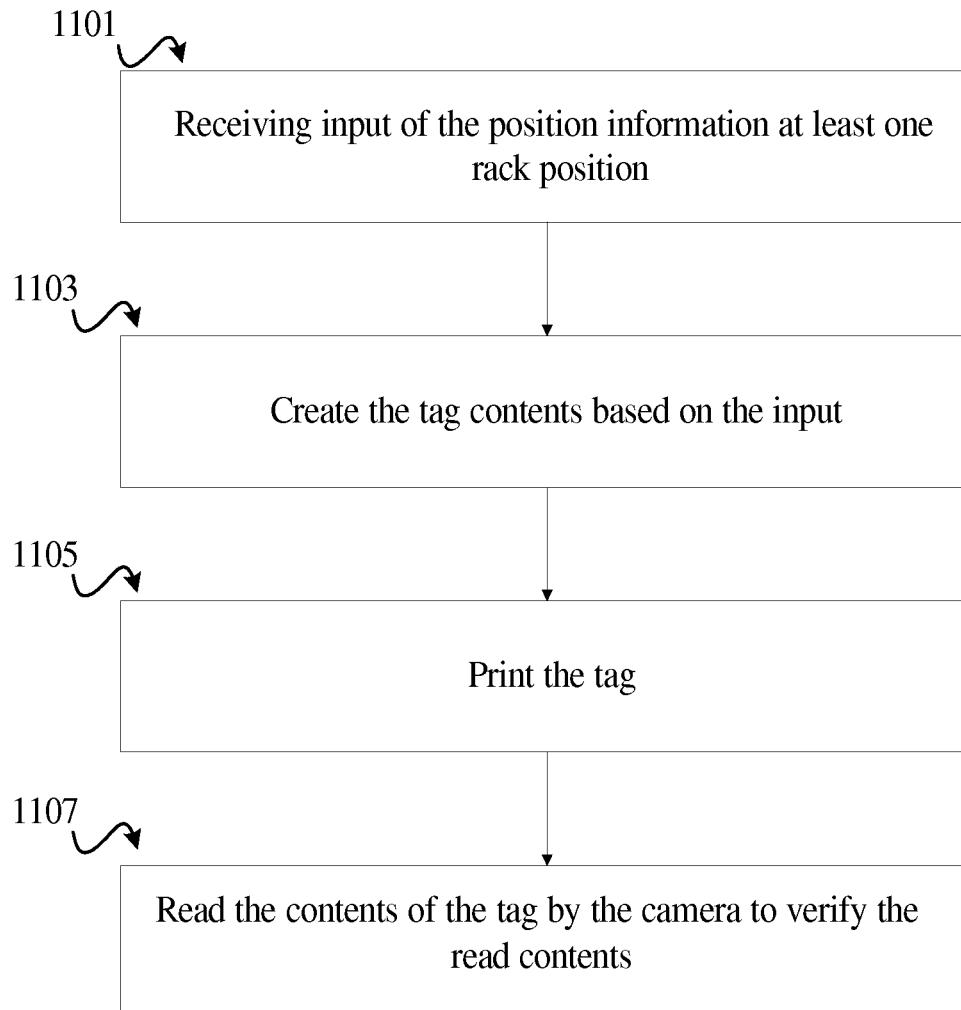 1101
Receiving input of the position information at least one
rack position
1103
Create the tag contents based on the input
1105
Print the tag
1107
Read the contents of the tag by the camera to verify the
read contents